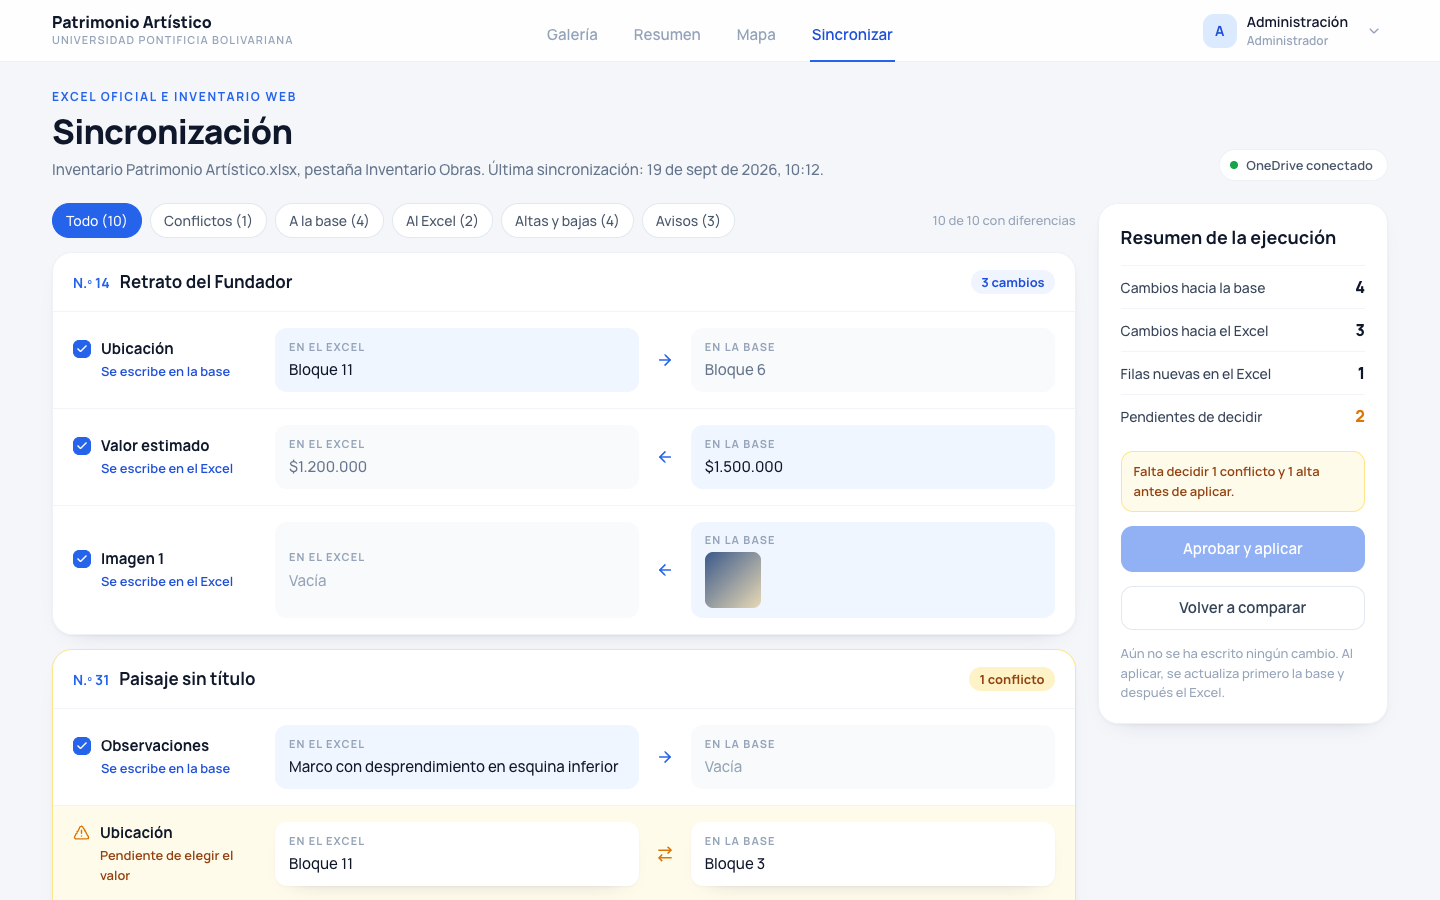 Patrimonio Artístico
UNIVERSIDAD PONTIFICIA BOLIVARIANA
Galería
Resumen
Mapa
Sincronizar
A
Administración
Administrador
EXCEL OFICIAL E INVENTARIO WEB
Sincronización
Inventario Patrimonio Artístico.xlsx, pestaña Inventario Obras. Última sincronización: 19 de sept de 2026, 10:12.
OneDrive conectado
Todo (10)
Conflictos (1)
A la base (4)
Al Excel (2)
Altas y bajas (4)
Avisos (3)
10 de 10 con diferencias
N.º 14 Retrato del Fundador
3 cambios
Ubicación
Se escribe en la base
EN EL EXCEL
Bloque 11
EN LA BASE
Bloque 6
Valor estimado
Se escribe en el Excel
EN EL EXCEL
$1.200.000
EN LA BASE
$1.500.000
Imagen 1
Se escribe en el Excel
EN EL EXCEL
Vacía
EN LA BASE
N.º 31 Paisaje sin título
1 conflicto
Observaciones
Se escribe en la base
EN EL EXCEL
Marco con desprendimiento en esquina inferior
EN LA BASE
Vacía
Ubicación
Pendiente de elegir el
valor
EN EL EXCEL
Bloque 11
EN LA BASE
Bloque 3
Resumen de la ejecución
Cambios hacia la base 4
Cambios hacia el Excel 3
Filas nuevas en el Excel 1
Pendientes de decidir 2
Falta decidir 1 conflicto y 1 alta
antes de aplicar.
Aprobar y aplicar
Volver a comparar
Aún no se ha escrito ningún cambio. Al
aplicar, se actualiza primero la base y
después el Excel.